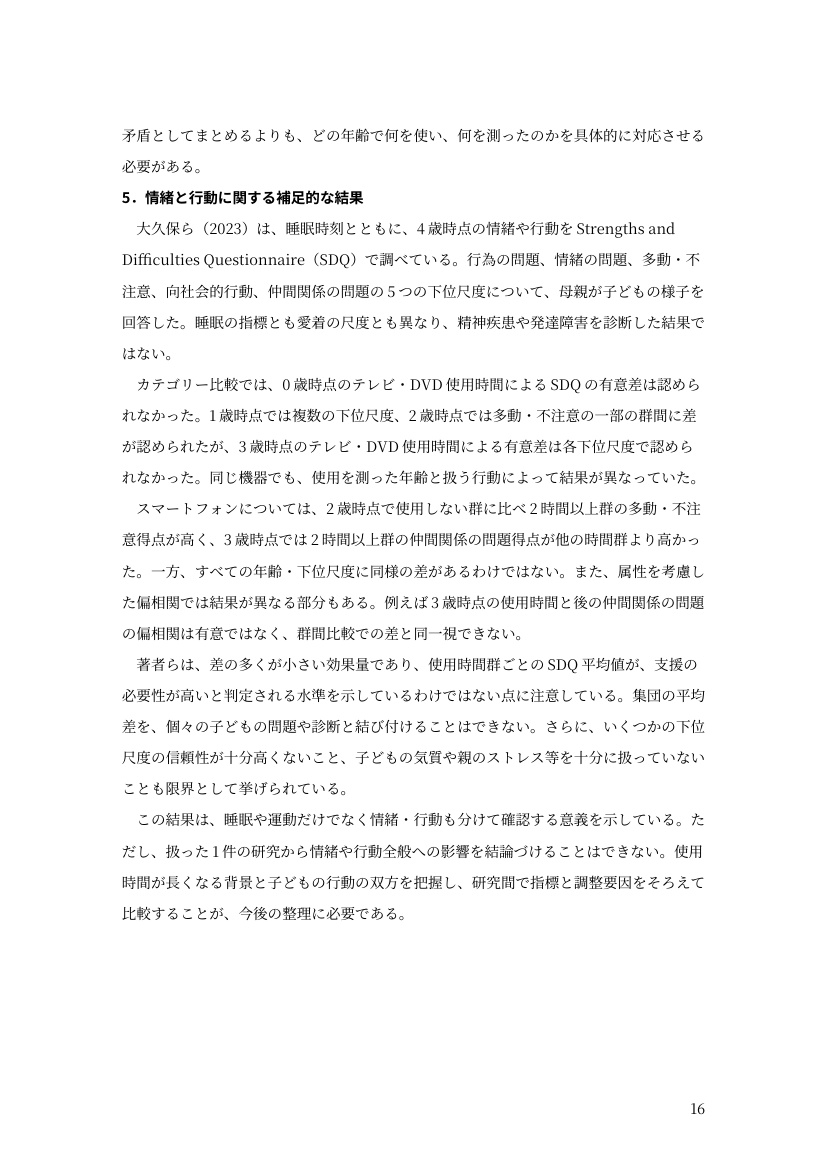 矛盾としてまとめるよりも、どの年齢で何を使い、何を測ったのかを具体的に対応させる
必要がある。
5．情緒と行動に関する補足的な結果
大久保ら（2023）は、睡眠時刻とともに、4 歳時点の情緒や行動を Strengths and
Difficulties Questionnaire（SDQ）で調べている。行為の問題、情緒の問題、多動・不
注意、向社会的行動、仲間関係の問題の 5 つの下位尺度について、母親が子どもの様子を
回答した。睡眠の指標とも愛着の尺度とも異なり、精神疾患や発達障害を診断した結果で
はない。
カテゴリー比較では、0 歳時点のテレビ・DVD 使用時間による SDQ の有意差は認めら
れなかった。1 歳時点では複数の下位尺度、2 歳時点では多動・不注意の一部の群間に差
が認められたが、3 歳時点のテレビ・DVD 使用時間による有意差は各下位尺度で認めら
れなかった。同じ機器でも、使用を測った年齢と扱う行動によって結果が異なっていた。
スマートフォンについては、2 歳時点で使用しない群に比べ 2 時間以上群の多動・不注
意得点が高く、3 歳時点では 2 時間以上群の仲間関係の問題得点が他の時間群より高かっ
た。一方、すべての年齢・下位尺度に同様の差があるわけではない。また、属性を考慮し
た偏相関では結果が異なる部分もある。例えば 3 歳時点の使用時間と後の仲間関係の問題
の偏相関は有意ではなく、群間比較での差と同一視できない。
著者らは、差の多くが小さい効果量であり、使用時間群ごとの SDQ 平均値が、支援の
必要性が高いと判定される水準を示しているわけではない点に注意している。集団の平均
差を、個々の子どもの問題や診断と結び付けることはできない。さらに、いくつかの下位
尺度の信頼性が十分高くないこと、子どもの気質や親のストレス等を十分に扱っていない
ことも限界として挙げられている。
この結果は、睡眠や運動だけでなく情緒・行動も分けて確認する意義を示している。た
だし、扱った 1 件の研究から情緒や行動全般への影響を結論づけることはできない。使用
時間が長くなる背景と子どもの行動の双方を把握し、研究間で指標と調整要因をそろえて
比較することが、今後の整理に必要である。
16